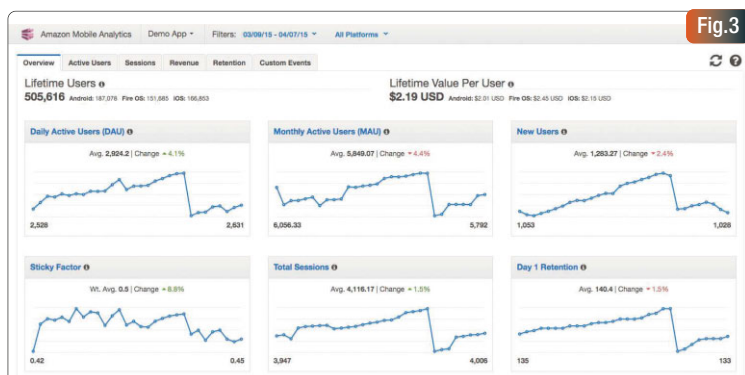 Fig.3
Amazon Mobile Analytics Demo App Filters: 03/09/15 - 04/07/15 All Platforms
Overview Active Users Sessions Revenue Retention Custom Events
Lifetime Users
505,616 Android: 187,078 Fire OS: 151,685 iOS: 166,853
Lifetime Value Per User
$2.19 USD Android: $2.01 USD Fire OS: $2.45 USD iOS: $2.15 USD
Daily Active Users (DAU)
Avg. 2,924.2 | Change 4.1%
2,528 2,631
Monthly Active Users (MAU)
Avg. 5,849.07 | Change 4.4%
6,056.33 5,792
New Users
Avg. 1,263.27 | Change 2.4%
1,053 1,028
Sticky Factor
Wt. Avg. 0.5 | Change 8.8%
0.42 0.45
Total Sessions
Avg. 4,116.17 | Change 1.5%
3,947 4,006
Day 1 Retention
Avg. 140.4 | Change 1.5%
135 133